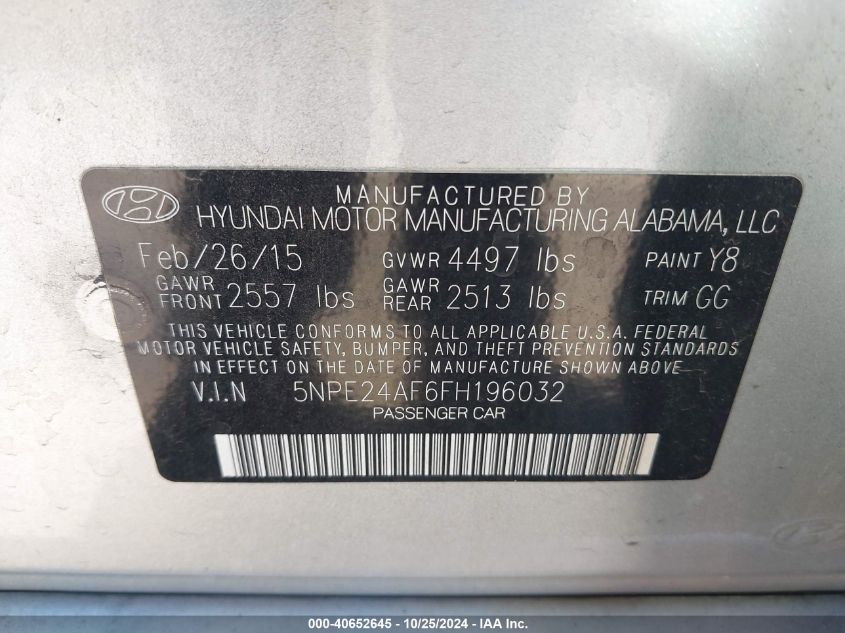 MANUFACTURED BY
HYUNDAI MOTOR MANUFACTURING ALABAMA, LLC
Feb/26/15 GVWR 4497 lbs PAINT Y8
GAWR FRONT 2557 lbs GAWR REAR 2513 lbs TRIM GG
THIS VEHICLE CONFORMS TO ALL APPLICABLE U.S.A. FEDERAL
MOTOR VEHICLE SAFETY, BUMPER, AND THEFT PREVENTION STANDARDS
IN EFFECT ON THE DATE OF MANUFACTURE SHOWN ABOVE.
V.I.N 5NPE24AF6FH196032
PASSENGER CAR
000-40652645 - 10/25/2024 - IAA Inc.